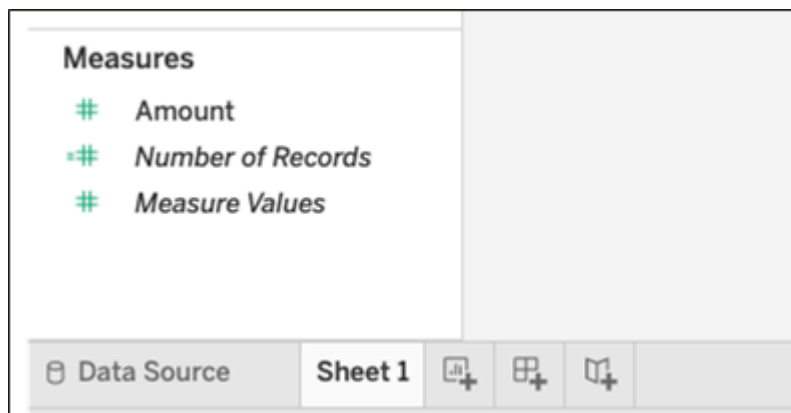 Measures
Amount
Number of Records
Measure Values
Data Source Sheet 1